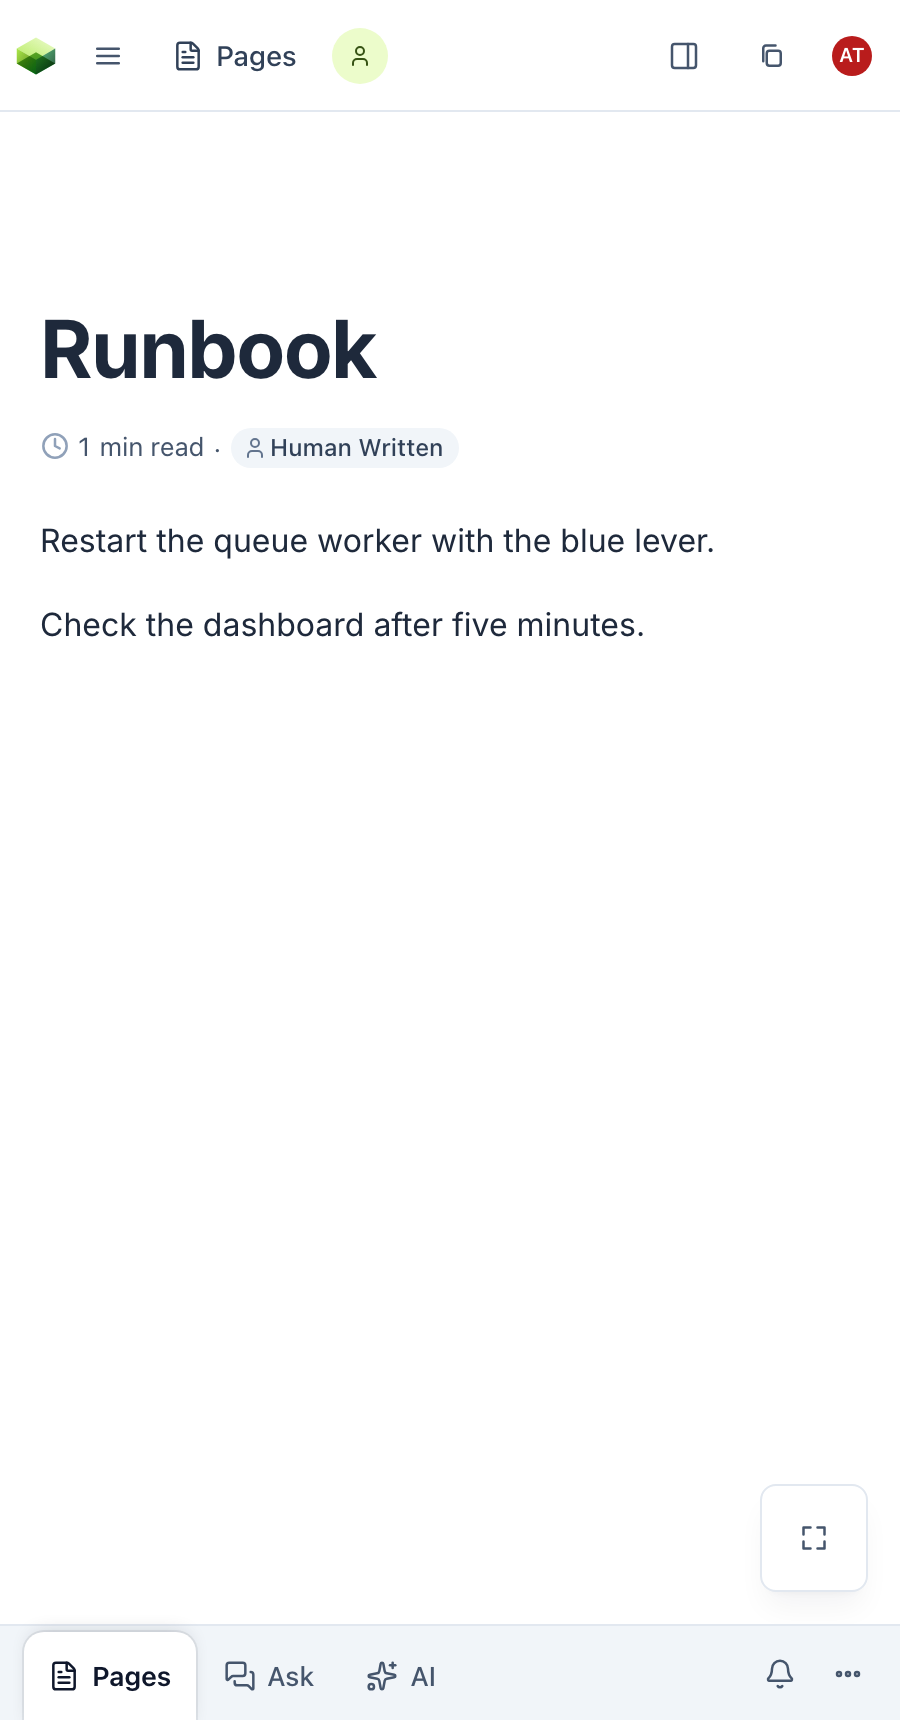 Pages
AT
Runbook
1 min read · Human Written
Restart the queue worker with the blue lever.
Check the dashboard after five minutes.
Pages Ask AI